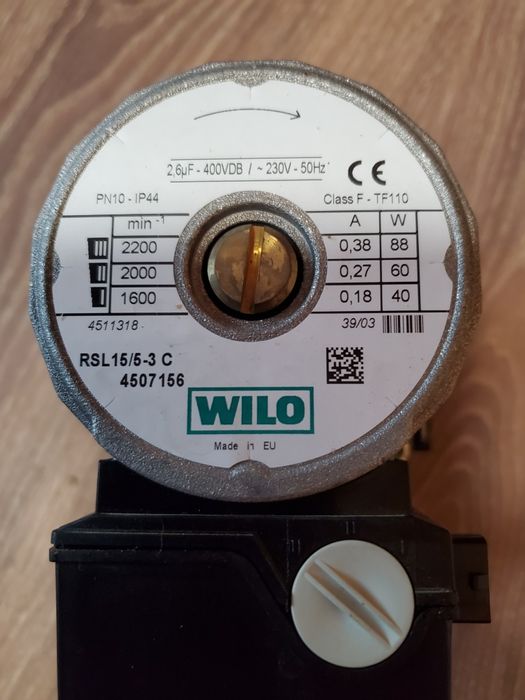 2,6µF - 400VDB / ~ 230V - 50Hz
CE
PN10 - IP44
Class F - TF110
min -1
A W
2200 0,38 88
2000 0,27 60
1600 0,18 40
4511318
39/03
RSL15/5-3 C
4507156
WILO
Made in EU